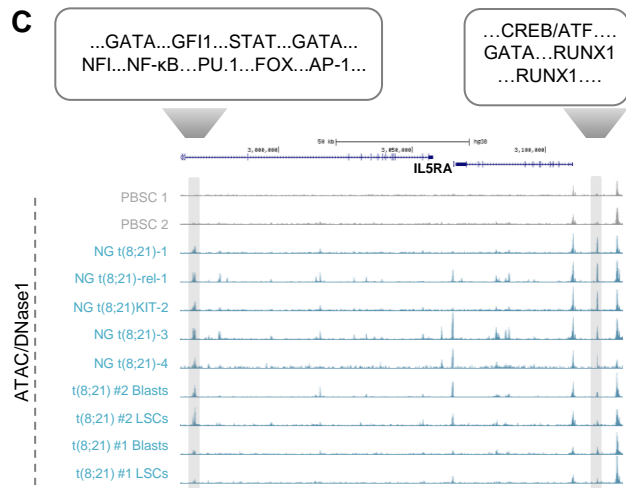 C
...GATA...GFI1...STAT...GATA...
NFI...NF-κB...PU.1...FOX...AP-1...
...CREB/ATF....
GATA...RUNX1
...RUNX1....
50 kb
hg38
3,000,000
3,050,000
3,100,000
IL5RA
ATAC/DNase1
PBSC 1
PBSC 2
NG t(8;21)-1
NG t(8;21)-rel-1
NG t(8;21)KIT-2
NG t(8;21)-3
NG t(8;21)-4
t(8;21) #2 Blasts
t(8;21) #2 LSCs
t(8;21) #1 Blasts
t(8;21) #1 LSCs